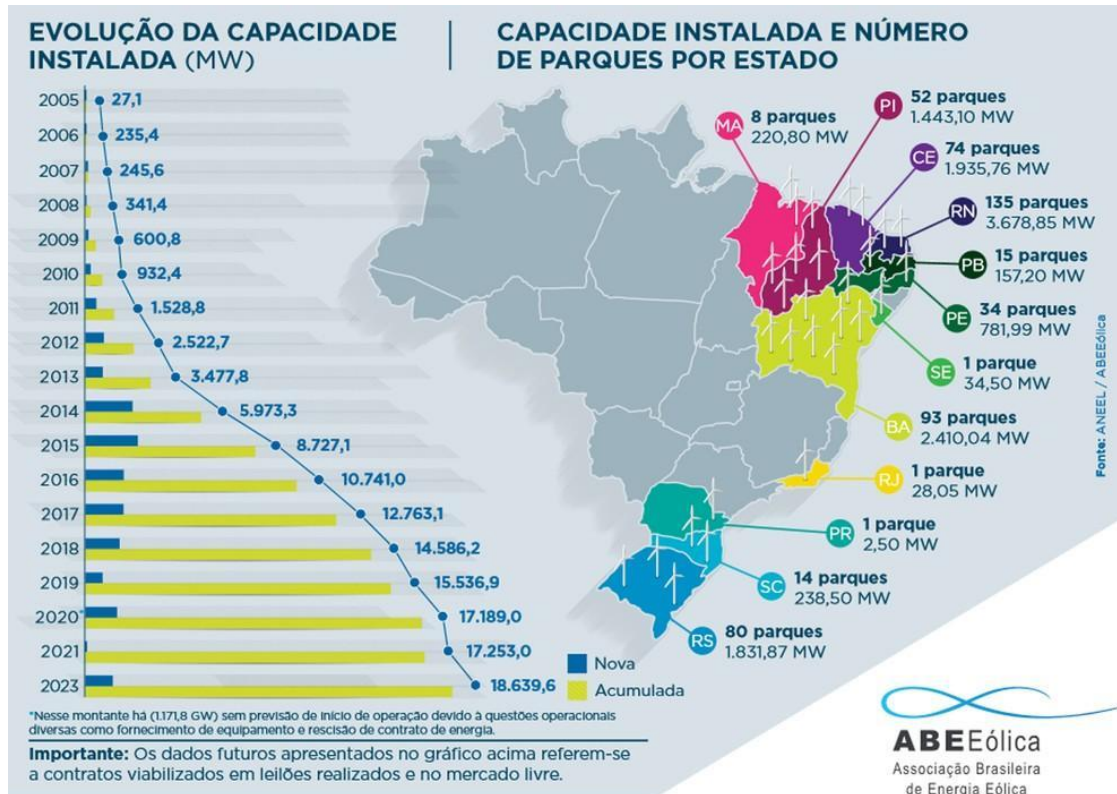 EVOLUÇÃO DA CAPACIDADE
INSTALADA (MW)
2005 27,1
2006 235,4
2007 245,6
2008 341,4
2009 600,8
2010 932,4
2011 1.528,8
2012 2.522,7
2013 3.477,8
2014 5.973,3
2015 8.727,1
2016 10.741,0
2017 12.763,1
2018 14.586,2
2019 15.536,9
2020* 17.189,0
2021 17.253,0
2023 18.639,6
Nova
Acumulada
*Nesse montante há (1.171,8 GW) sem previsão de início de operação devido à questões operacionais
diversas como fornecimento de equipamento e rescisão de contrato de energia.
Importante: Os dados futuros apresentados no gráfico acima referem-se
a contratos viabilizados em leilões realizados e no mercado livre.
CAPACIDADE INSTALADA E NÚMERO
DE PARQUES POR ESTADO
MA 8 parques
220,80 MW
PI 52 parques
1.443,10 MW
CE 74 parques
1.935,76 MW
RN 135 parques
3.678,85 MW
PB 15 parques
157,20 MW
PE 34 parques
781,99 MW
SE 1 parque
34,50 MW
BA 93 parques
2.410,04 MW
RJ 1 parque
28,05 MW
PR 1 parque
2,50 MW
SC 14 parques
238,50 MW
RS 80 parques
1.831,87 MW
Fonte: ANEEL / ABEEólica
ABEEólica
Associação Brasileira
de Energia Eólica